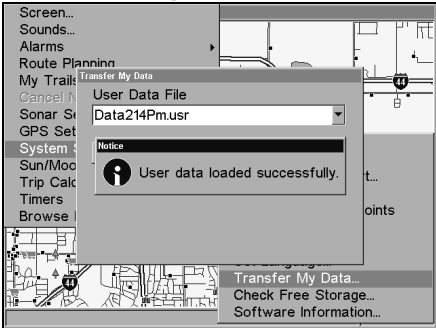 Screen...
Sounds...
Alarms
Route Planning
My Trails
Transfer My Data
Cancel N
User Data File
Sonar Se
Data214Pm.usr
GPS Set
System S
Notice
Sun/Moo
User data loaded successfully.
t...
Trip Calc
Timers
oints
Browse
44
44
Transfer My Data...
Check Free Storage...
Software Information...